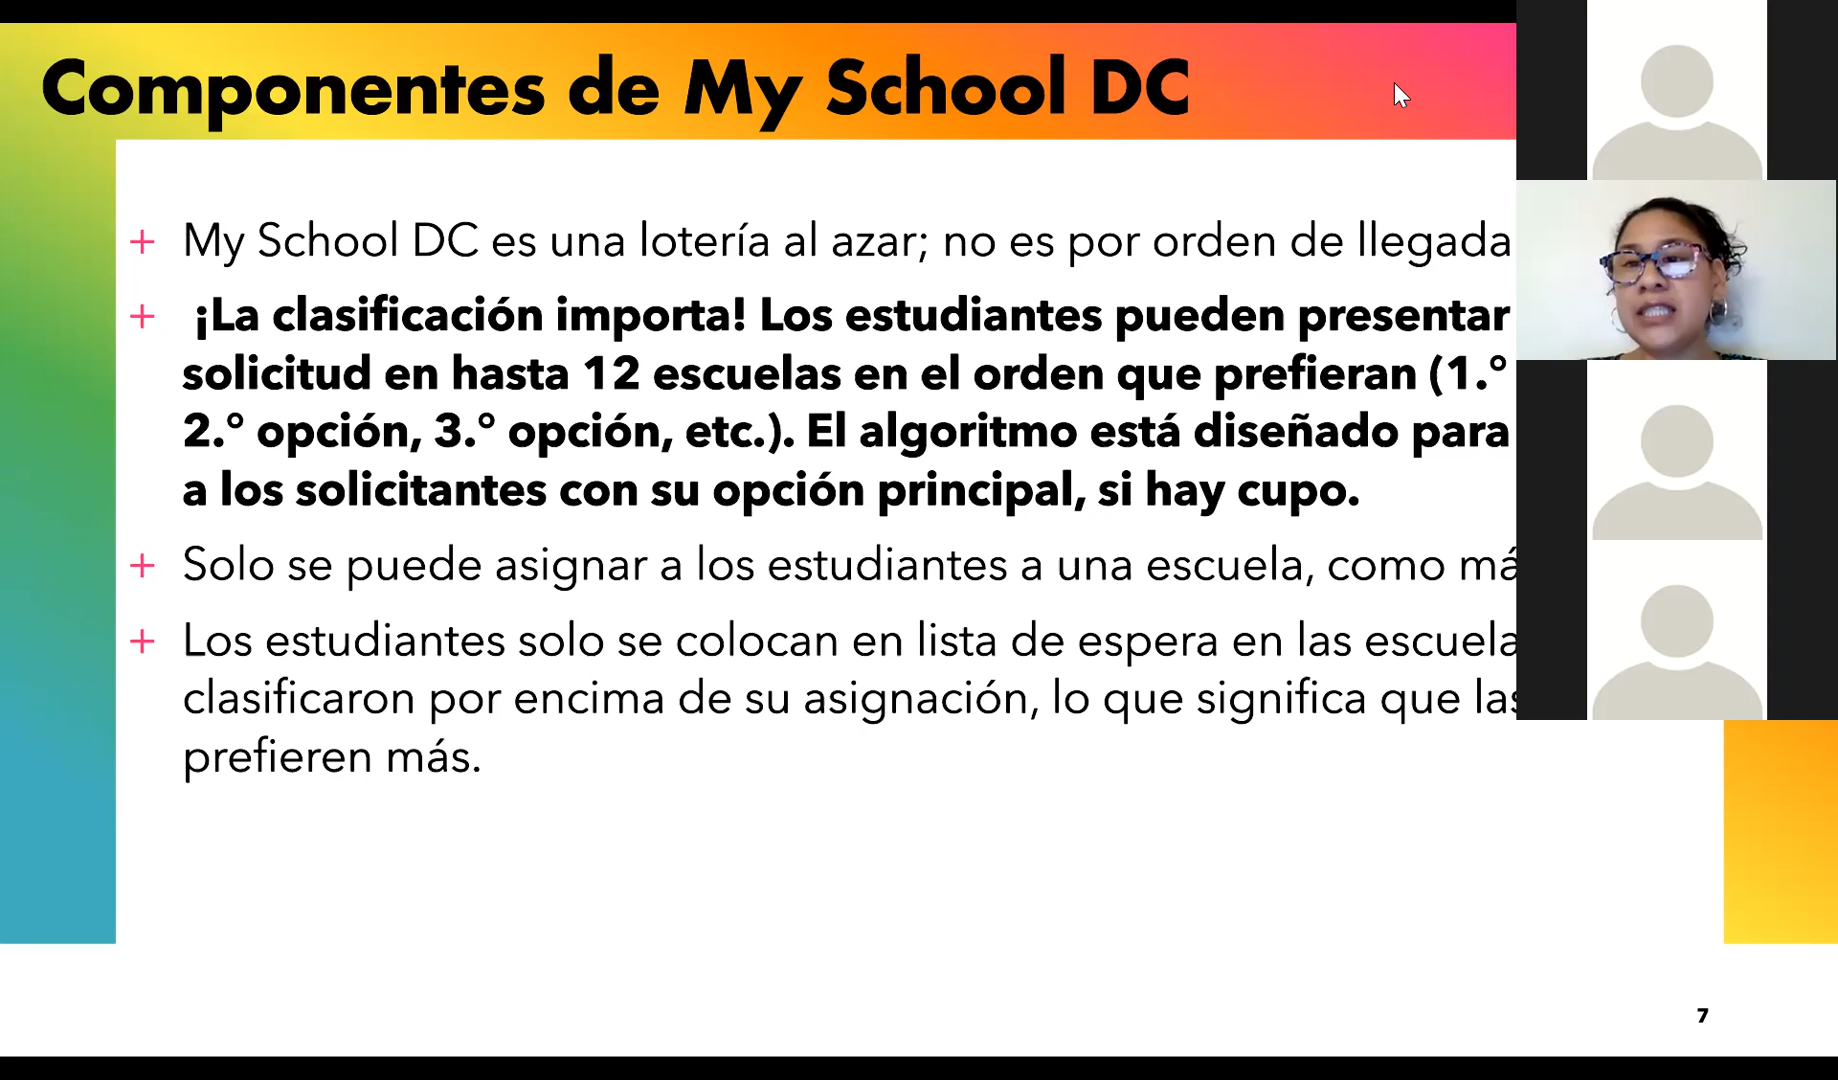 Componentes de My School DC
+ My School DC es una lotería al azar; no es por orden de llegada
+ ¡La clasificación importa! Los estudiantes pueden presentar
solicitud en hasta 12 escuelas en el orden que prefieran (1.°
2.° opción, 3.° opción, etc.). El algoritmo está diseñado para
a los solicitantes con su opción principal, si hay cupo.
+ Solo se puede asignar a los estudiantes a una escuela, como
+ Los estudiantes solo se colocan en lista de espera en las
clasificaron por encima de su asignación, lo que significa que
prefieren más.
7